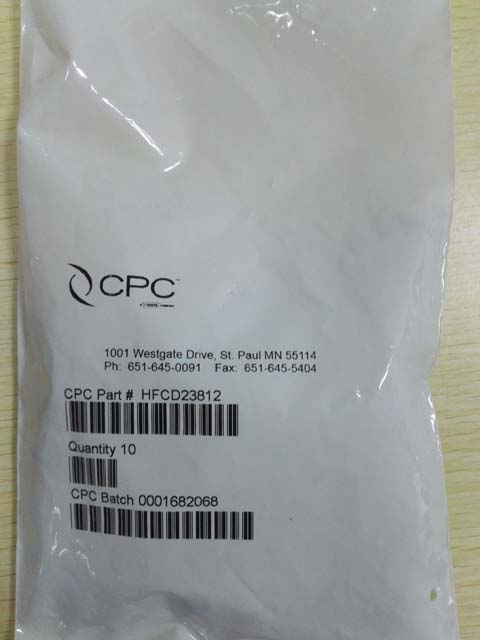 CPC™
1001 Westgate Drive, St. Paul MN 55114
Ph: 651-645-0091 Fax: 651-645-5404
CPC Part # HFCD23812
Quantity 10
CPC Batch 0001682068